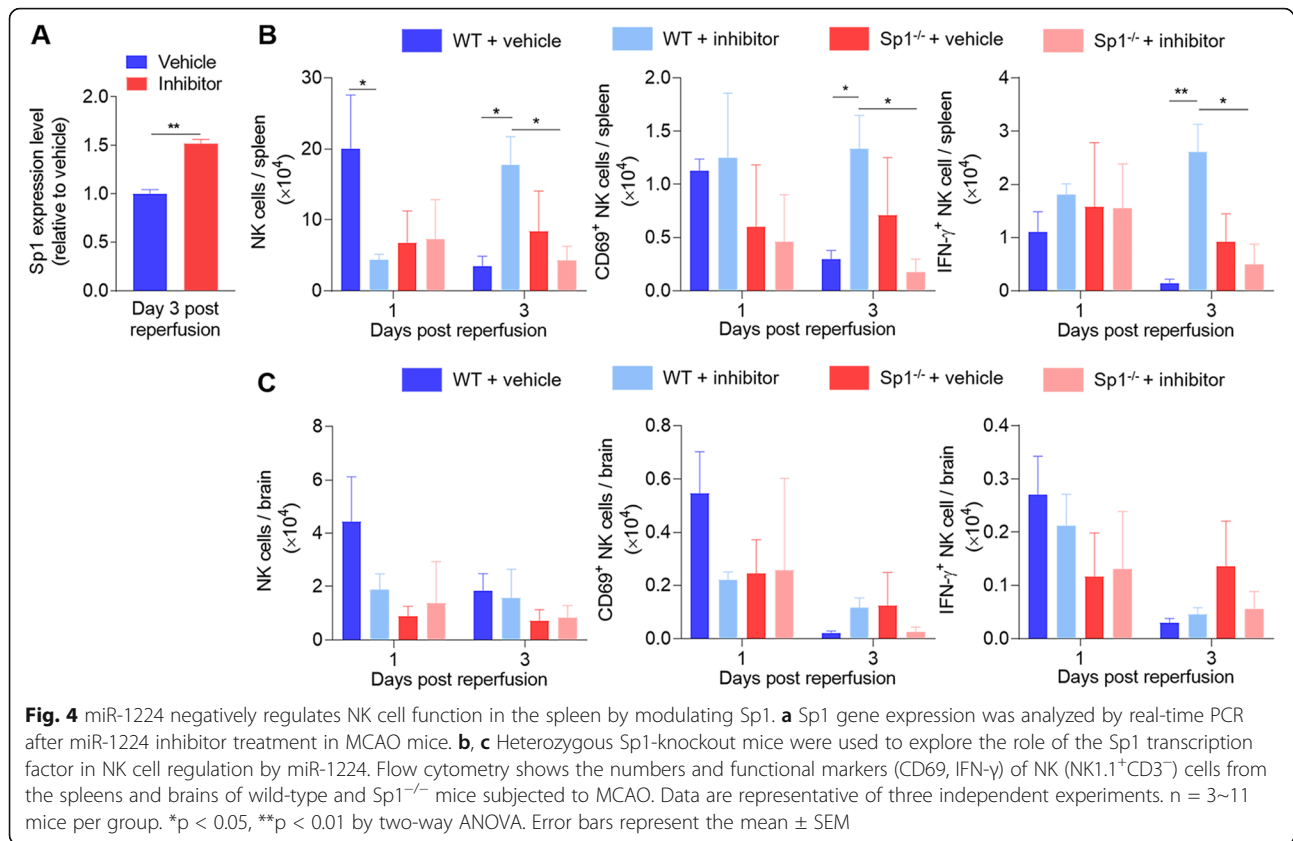 A
Vehicle
Inhibitor
Sp1 expression level
(relative to vehicle)
2.0
1.5
1.0
0.5
0.0
**
Day 3 post
reperfusion
B
WT + vehicle
WT + inhibitor
Sp1-/- + vehicle
Sp1-/- + inhibitor
NK cells / spleen
(×10⁴)
30
20
10
0
*
*
*
1
3
Days post reperfusion
CD69⁺ NK cells / spleen
(×10⁴)
2.0
1.5
1.0
0.5
0.0
*
*
1
3
Days post reperfusion
IFN-γ⁺ NK cell / spleen
(×10⁴)
4
3
2
1
0
**
*
1
3
Days post reperfusion
C
WT + vehicle
WT + inhibitor
Sp1-/- + vehicle
Sp1-/- + inhibitor
NK cells / brain
(×10⁴)
8
6
4
2
0
1
3
Days post reperfusion
CD69⁺ NK cells / brain
(×10⁴)
0.8
0.6
0.4
0.2
0.0
1
3
Days post reperfusion
IFN-γ⁺ NK cell / brain
(×10⁴)
0.4
0.3
0.2
0.1
0.0
1
3
Days post reperfusion
Fig. 4 miR-1224 negatively regulates NK cell function in the spleen by modulating Sp1. a Sp1 gene expression was analyzed by real-time PCR
after miR-1224 inhibitor treatment in MCAO mice. b, c Heterozygous Sp1-knockout mice were used to explore the role of the Sp1 transcription
factor in NK cell regulation by miR-1224. Flow cytometry shows the numbers and functional markers (CD69, IFN-γ) of NK (NK1.1⁺CD3⁻) cells from
the spleens and brains of wild-type and Sp1⁻/⁻ mice subjected to MCAO. Data are representative of three independent experiments. n = 3~11
mice per group. *p < 0.05, **p < 0.01 by two-way ANOVA. Error bars represent the mean ± SEM